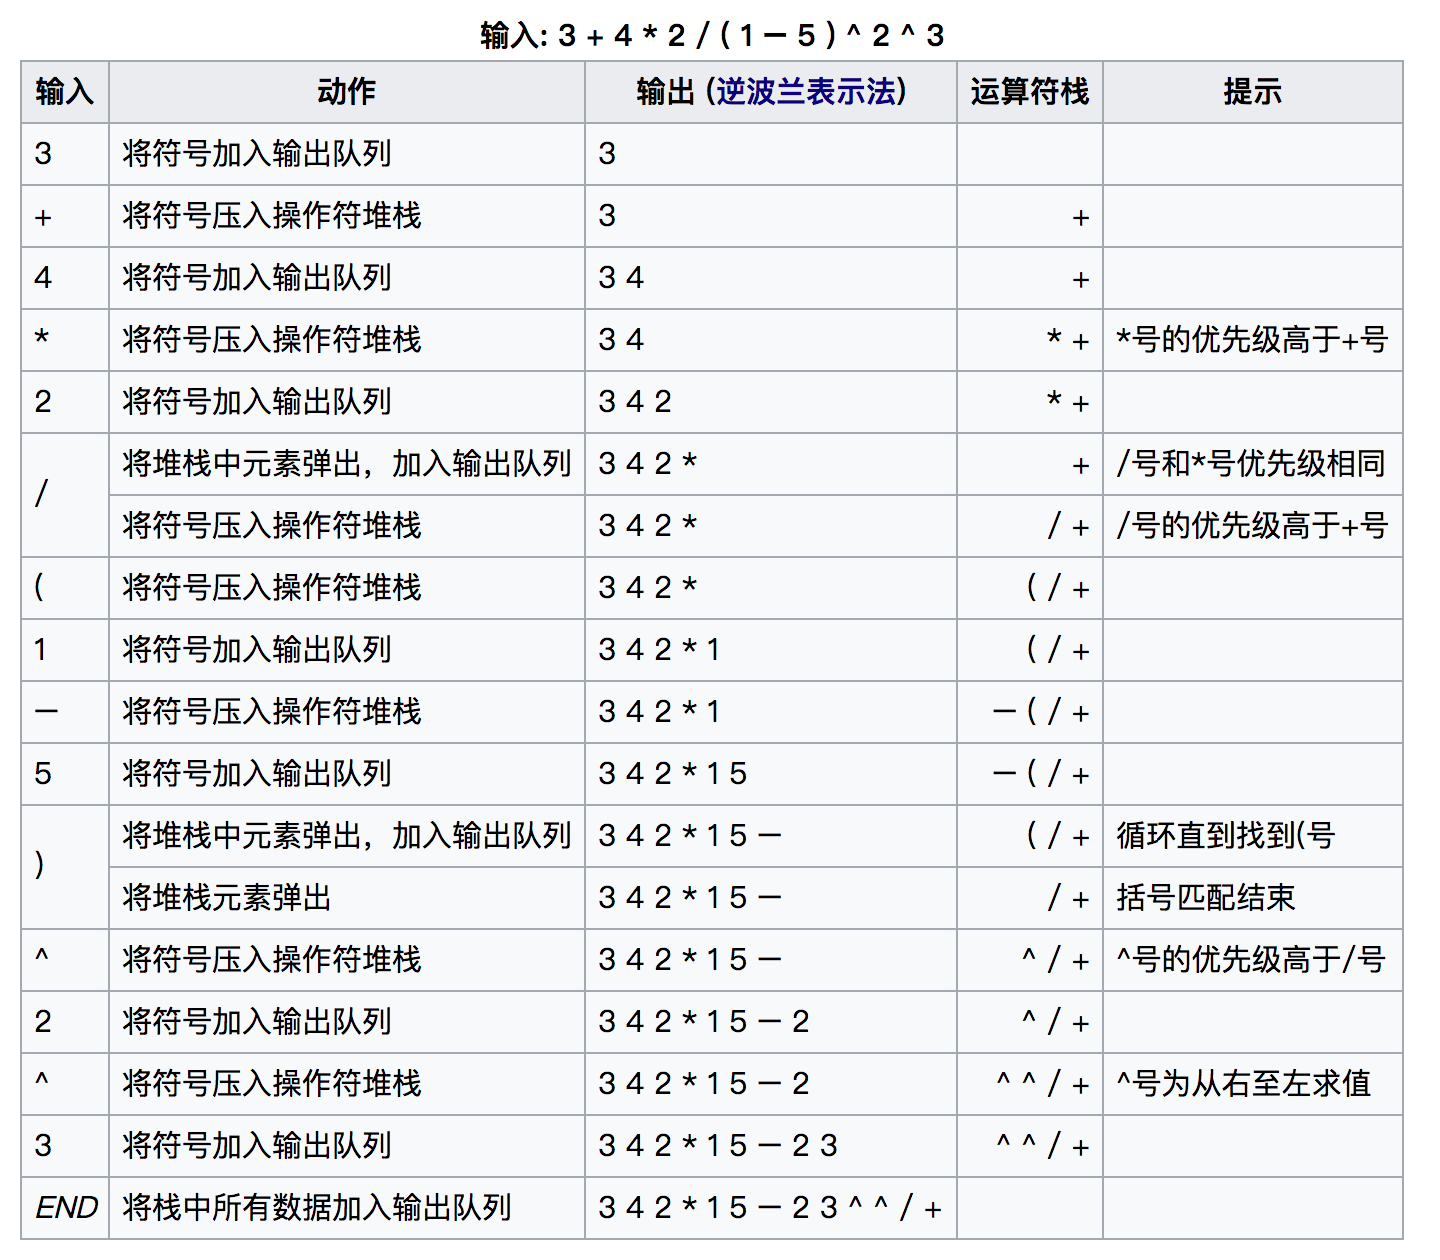 输入: 3 + 4 * 2 / ( 1 − 5 ) ^ 2 ^ 3
输入 动作 输出 (逆波兰表示法) 运算符栈 提示
3 将符号加入输出队列 3
+ 将符号压入操作符堆栈 3 +
4 将符号加入输出队列 3 4 +
* 将符号压入操作符堆栈 3 4 * + *号的优先级高于+号
2 将符号加入输出队列 3 4 2 * +
/ 将堆栈中元素弹出，加入输出队列 3 4 2 * + /号和*号优先级相同
将符号压入操作符堆栈 3 4 2 * / + /号的优先级高于+号
( 将符号压入操作符堆栈 3 4 2 * ( / +
1 将符号加入输出队列 3 4 2 * 1 ( / +
− 将符号压入操作符堆栈 3 4 2 * 1 − ( / +
5 将符号加入输出队列 3 4 2 * 1 5 − ( / +
) 将堆栈中元素弹出，加入输出队列 3 4 2 * 1 5 − ( / + 循环直到找到(号
将堆栈元素弹出 3 4 2 * 1 5 − / + 括号匹配结束
^ 将符号压入操作符堆栈 3 4 2 * 1 5 − ^ / + ^号的优先级高于/号
2 将符号加入输出队列 3 4 2 * 1 5 − 2 ^ / +
^ 将符号压入操作符堆栈 3 4 2 * 1 5 − 2 ^ ^ / + ^号为从右至左求值
3 将符号加入输出队列 3 4 2 * 1 5 − 2 3 ^ ^ / +
END 将栈中所有数据加入输出队列 3 4 2 * 1 5 − 2 3 ^ ^ / +